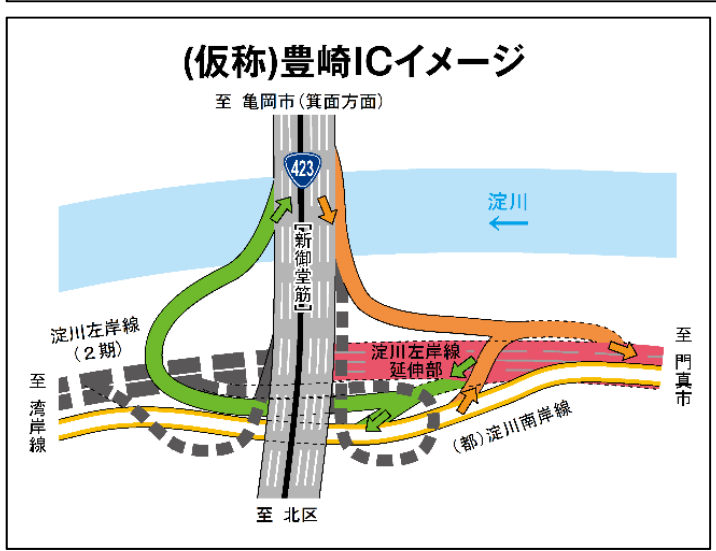 (仮称)豊崎ICイメージ
至 亀岡市(箕面方面)
423
淀川
[新御堂筋]
淀川左岸線
(2期)
淀川左岸線
延伸部
至 門真市
至 湾岸線
(都)淀川南岸線
至 北区